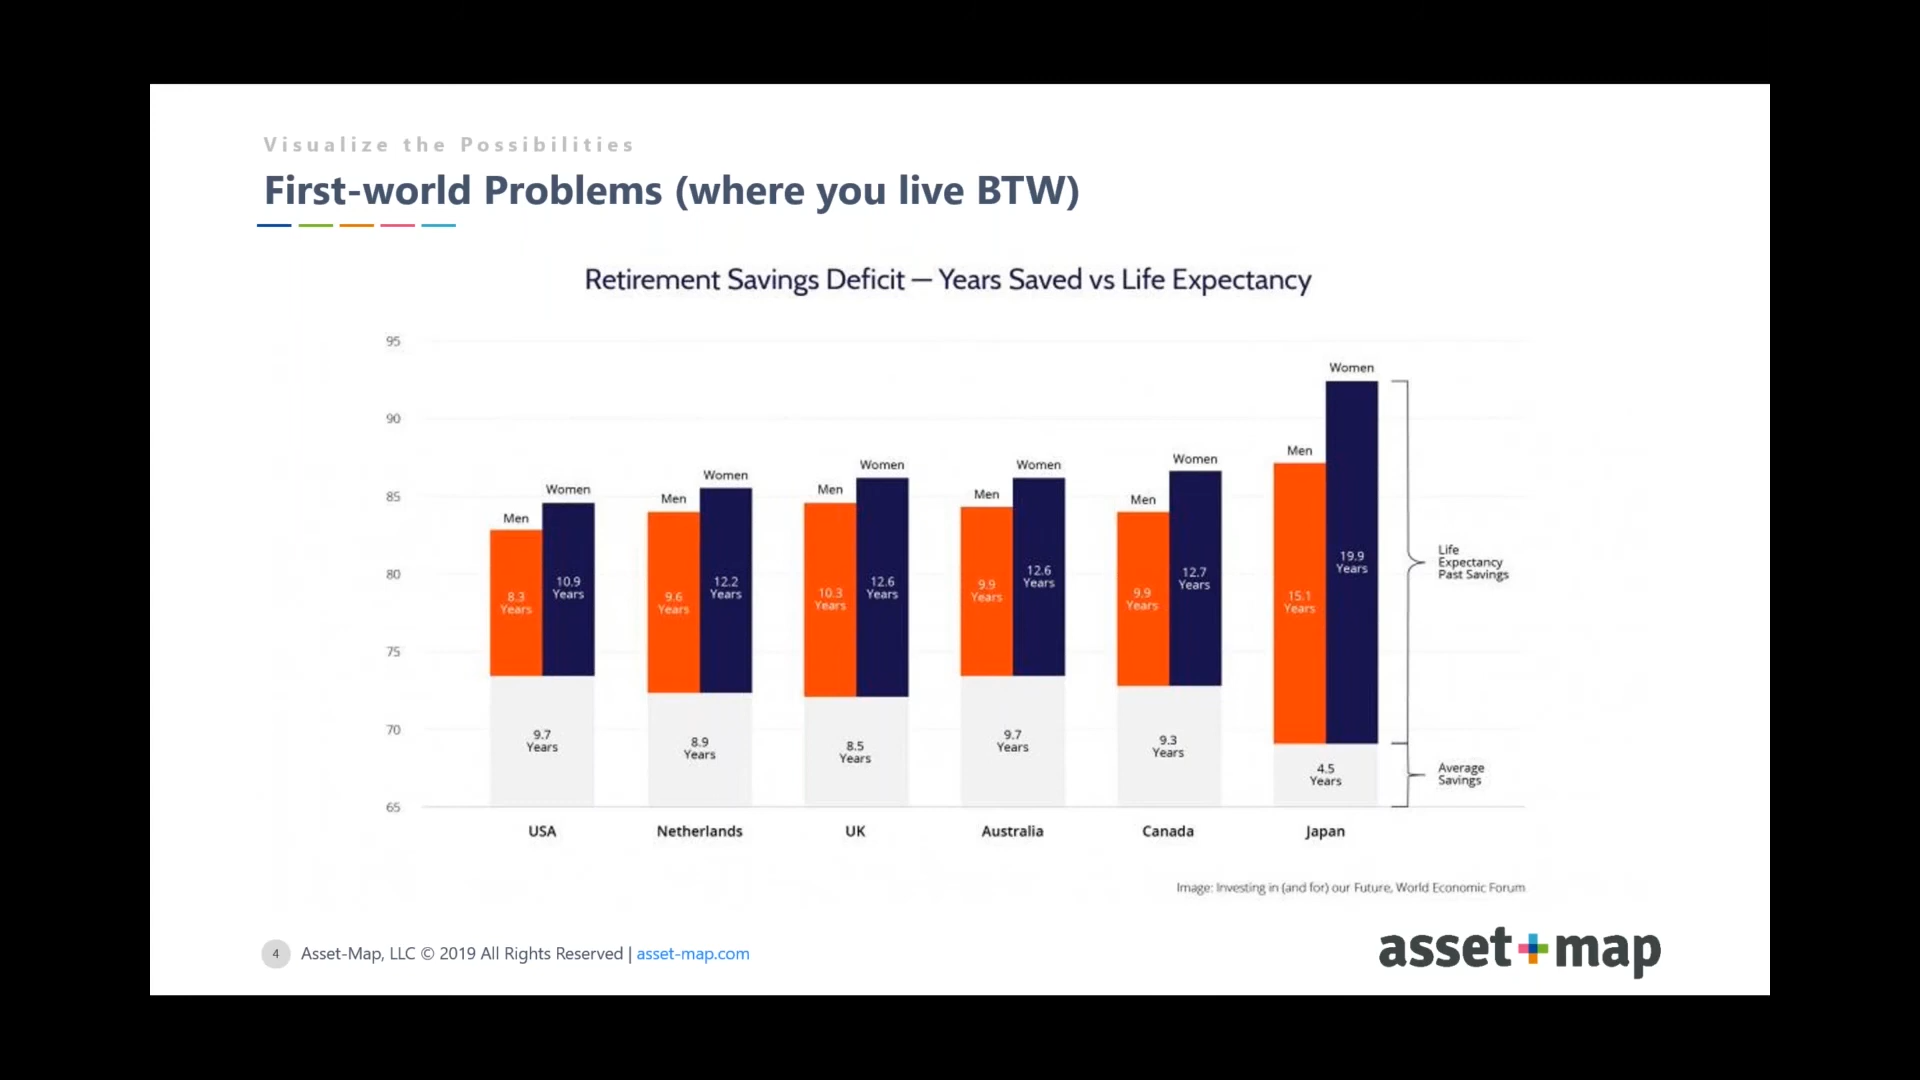 Visualize the Possibilities
First-world Problems (where you live BTW)
Retirement Savings Deficit — Years Saved vs Life Expectancy
95
90
85
80
75
70
65
Men
Women
8.3
Years
10.9
Years
9.7
Years
USA
Men
Women
9.6
Years
12.2
Years
8.9
Years
Netherlands
Men
Women
10.3
Years
12.6
Years
8.5
Years
UK
Men
Women
9.9
Years
12.6
Years
9.7
Years
Australia
Men
Women
9.9
Years
12.7
Years
9.3
Years
Canada
Men
Women
15.1
Years
19.9
Years
4.5
Years
Japan
Life
Expectancy
Past Savings
Average
Savings
Image: Investing in (and for) our Future, World Economic Forum
4
Asset-Map, LLC © 2019 All Rights Reserved | asset-map.com
asset+map